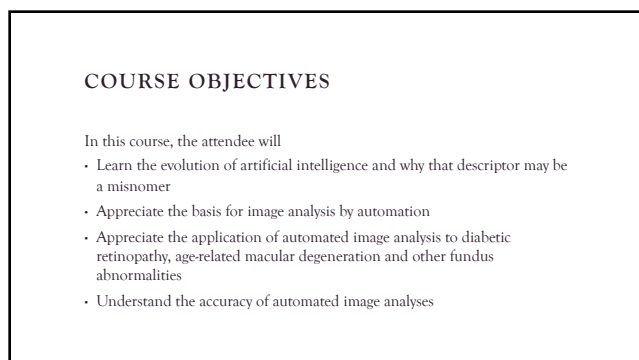 COURSE OBJECTIVES
In this course, the attendee will
• Learn the evolution of artificial intelligence and why that descriptor may be
a misnomer
• Appreciate the basis for image analysis by automation
• Appreciate the application of automated image analysis to diabetic
retinopathy, age-related macular degeneration and other fundus
abnormalities
• Understand the accuracy of automated image analyses